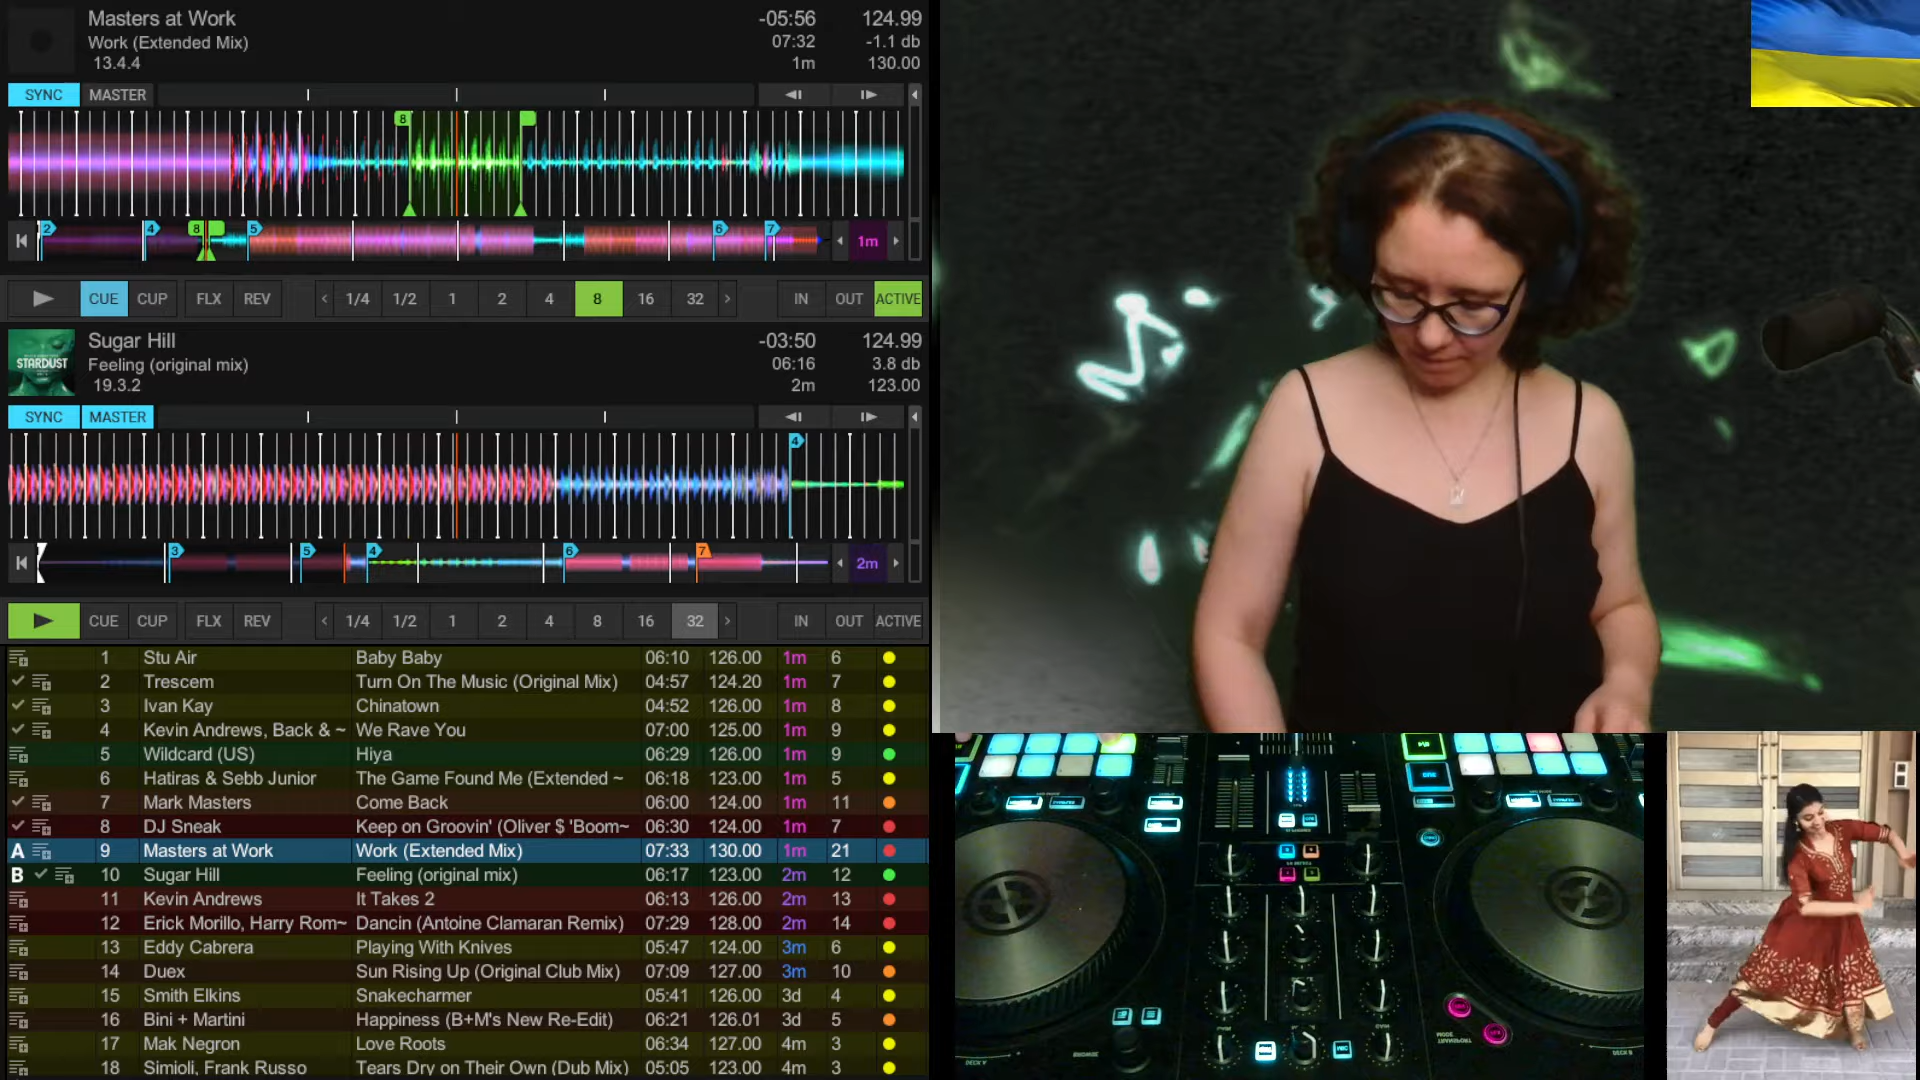 Masters at Work -05:56 124.99
Work (Extended Mix) 07:32 -1.1 db
13.4.4 1m 130.00
SYNC MASTER
8
2 4 8 5 6 7 1m
CUE CUP FLX REV 1/4 1/2 1 2 4 8 16 32 IN OUT ACTIVE
STARDUST
Sugar Hill -03:50 124.99
Feeling (original mix) 06:16 3.8 db
19.3.2 2m 123.00
SYNC MASTER
4
3 5 4 6 7 2m
CUE CUP FLX REV 1/4 1/2 1 2 4 8 16 32 IN OUT ACTIVE
1 Stu Air Baby Baby 06:10 126.00 1m 6
2 Trescem Turn On The Music (Original Mix) 04:57 124.20 1m 7
3 Ivan Kay Chinatown 04:52 126.00 1m 8
4 Kevin Andrews, Back & ~ We Rave You 07:00 125.00 1m 9
5 Wildcard (US) Hiya 06:29 126.00 1m 9
6 Hatiras & Sebb Junior The Game Found Me (Extended ~ 06:18 123.00 1m 5
7 Mark Masters Come Back 06:00 124.00 1m 11
8 DJ Sneak Keep on Groovin' (Oliver $ 'Boom~ 06:30 124.00 1m 7
A 9 Masters at Work Work (Extended Mix) 07:33 130.00 1m 21
B 10 Sugar Hill Feeling (original mix) 06:17 123.00 2m 12
11 Kevin Andrews It Takes 2 06:13 126.00 2m 13
12 Erick Morillo, Harry Rom~ Dancin (Antoine Clamaran Remix) 07:29 128.00 2m 14
13 Eddy Cabrera Playing With Knives 05:47 124.00 3m 6
14 Duex Sun Rising Up (Original Club Mix) 07:09 127.00 3m 10
15 Smith Elkins Snakecharmer 05:41 126.00 3d 4
16 Bini + Martini Happiness (B+M's New Re-Edit) 06:21 126.01 3d 5
17 Mak Negron Love Roots 06:34 127.00 4m 3
18 Simioli, Frank Russo Tears Dry on Their Own (Dub Mix) 05:05 123.00 4m 3